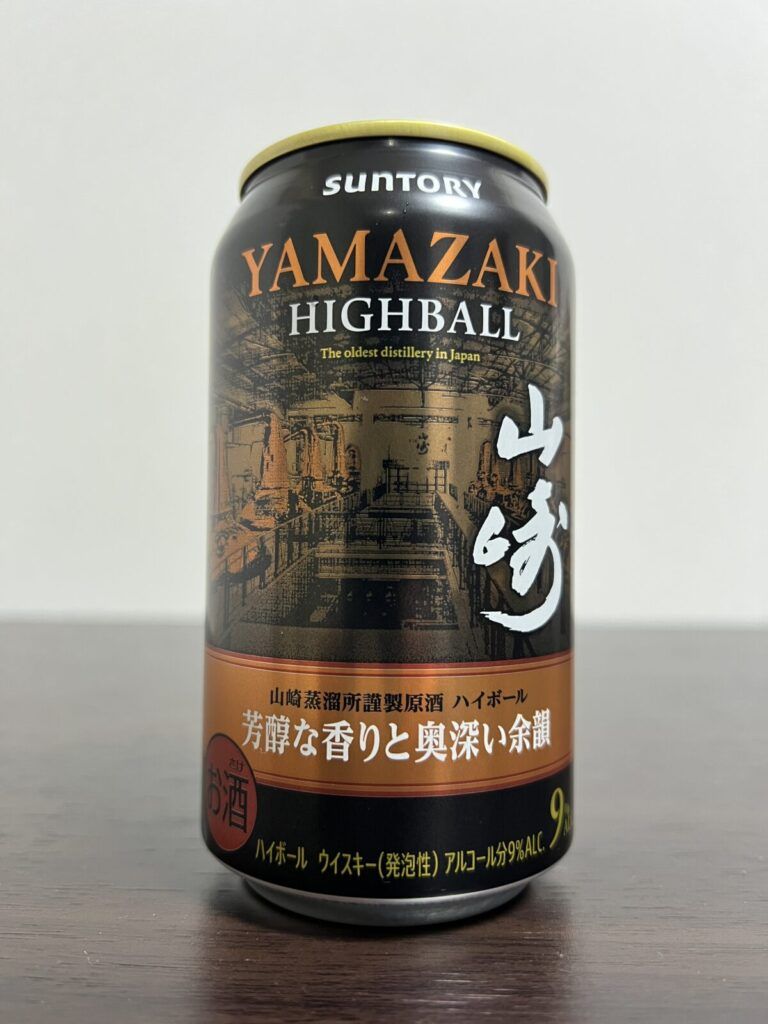 SUNTORY
YAMAZAKI
HIGHBALL
The oldest distillery in Japan
山崎
山崎蒸溜所謹製原酒 ハイボール
芳醇な香りと奥深い余韻
さけ
お酒
ハイボール ウイスキー(発泡性) アルコール分9%ALC.
9%